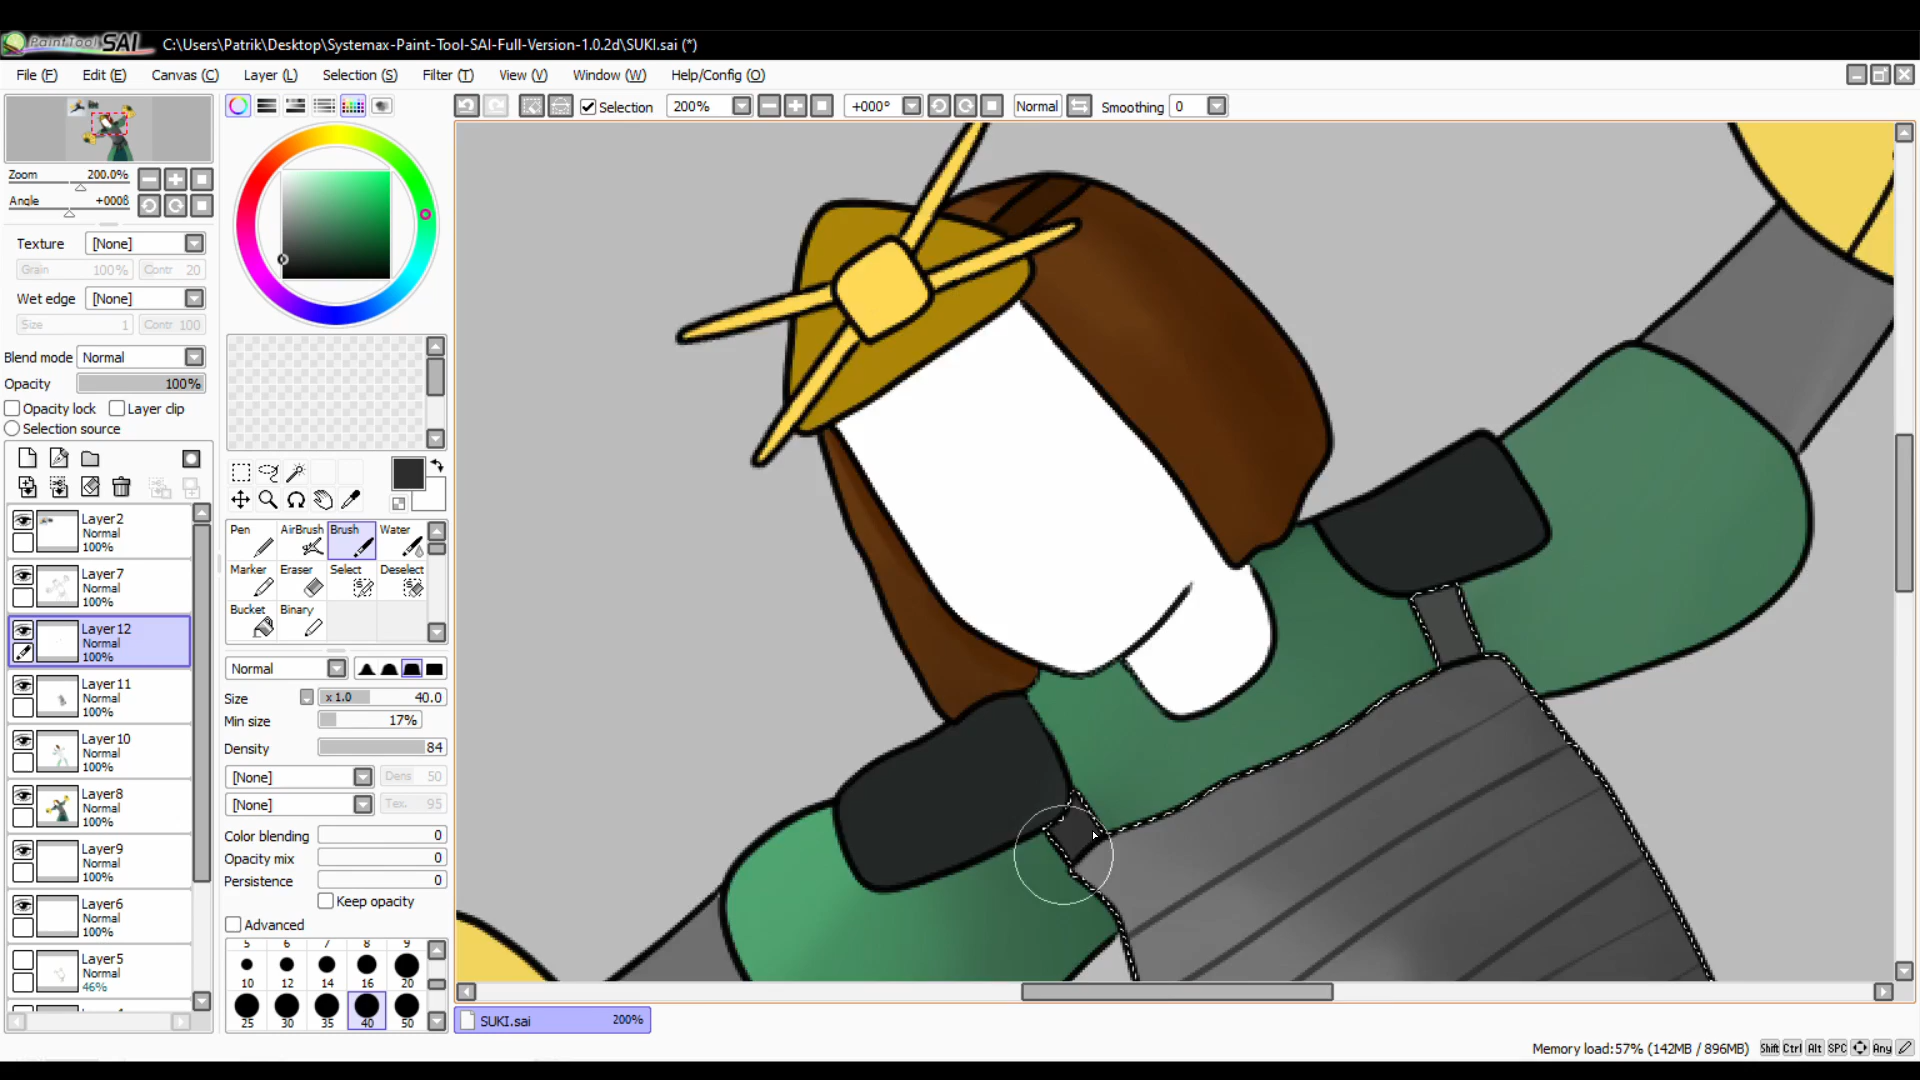 PaintTool SAI C:\Users\Patrik\Desktop\Systemax-Paint-Tool-SAI-Full-Version-1.0.2d\SUKI.sai (*)
File (F) Edit (E) Canvas (C) Layer (L) Selection (S) Filter (T) View (V) Window (W) Help/Config (O)
Selection 200% +000° Normal Smoothing 0
Zoom 200.0%
Angle +000ß
Texture [None]
Grain 100% Contr 20
Wet edge [None]
Size 1 Contr 100
Blend mode Normal
Opacity 100%
Opacity lock Layer clip
Selection source
Layer2
Normal
100%
Layer7
Normal
100%
Layer12
Normal
100%
Layer11
Normal
100%
Layer10
Normal
100%
Layer8
Normal
100%
Layer9
Normal
100%
Layer6
Normal
100%
Layer5
Normal
46%
Pen AirBrush Brush Water
Marker Eraser Select Deselect
Bucket Binary
Normal
Size x 1.0 40.0
Min size 17%
Density 84
[None] Dens 50
[None] Tex. 95
Color blending 0
Opacity mix 0
Persistence 0
Keep opacity
Advanced
5 6 7 8 9
10 12 14 16 20
25 30 35 40 50
SUKI.sai 200%
Memory load:57% (142MB / 896MB) Shift Ctrl Alt SPC Any